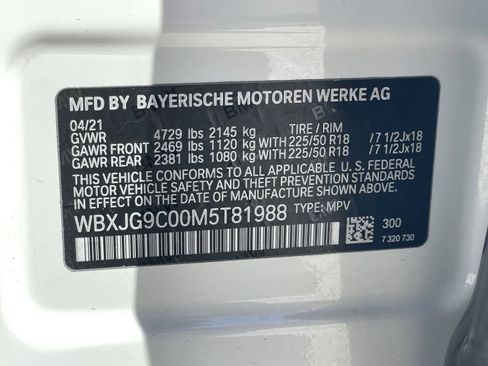 MFD BY BAYERISCHE MOTOREN WERKE AG
04/21
GVWR 4729 lbs 2145 kg TIRE / RIM
GAWR FRONT 2469 lbs 1120 kg WITH 225/50 R18 / 7 1/2Jx18
GAWR REAR 2381 lbs 1080 kg WITH 225/50 R18 / 7 1/2Jx18
THIS VEHICLE CONFORMS TO ALL APPLICABLE U. S. FEDERAL
MOTOR VEHICLE SAFETY, BUMPER, AND THEFT PREVENTION
STANDARDS IN EFFECT ON THE DATE OF MANUFACTURE
SHOWN ABOVE.
WBXJG9C00M5T81988 TYPE: MPV
300
7 320 730